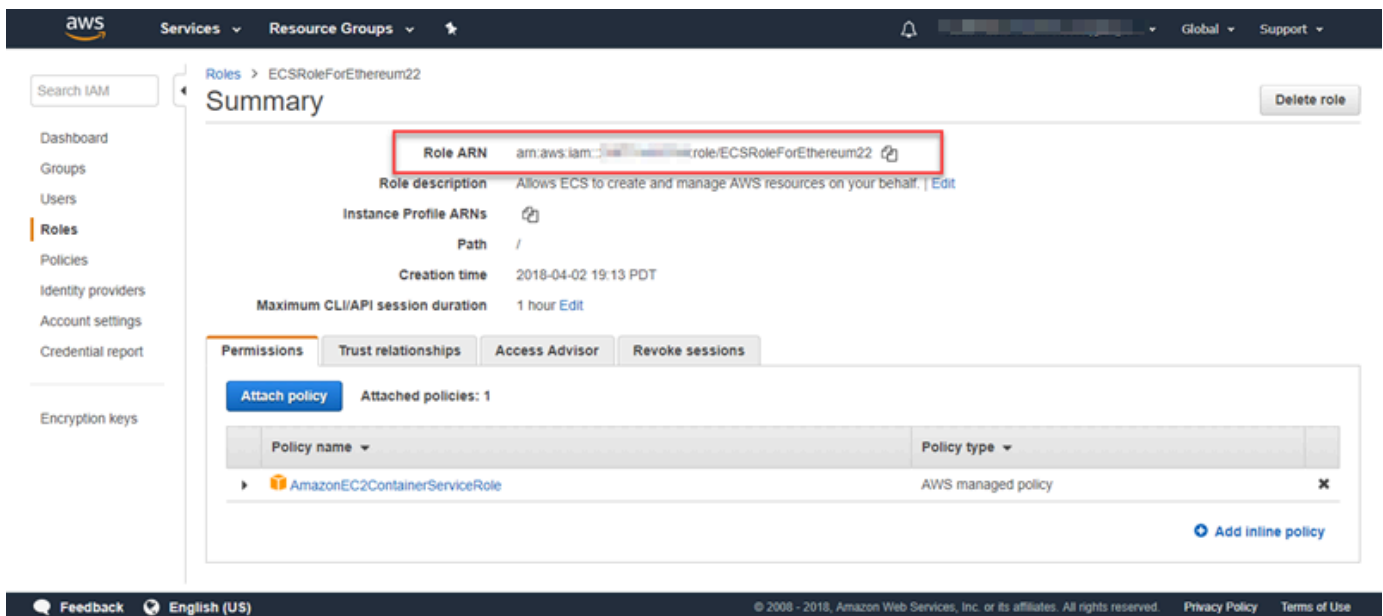 aws Services Resource Groups Global Support
Search IAM
Dashboard
Groups
Users
Roles
Policies
Identity providers
Account settings
Credential report
Encryption keys
Roles > ECSRoleForEthereum22
Summary
Delete role
Role ARN arn:aws:iam:: :role/ECSRoleForEthereum22
Role description Allows ECS to create and manage AWS resources on your behalf. | Edit
Instance Profile ARNs
Path /
Creation time 2018-04-02 19:13 PDT
Maximum CLI/API session duration 1 hour Edit
Permissions Trust relationships Access Advisor Revoke sessions
Attach policy Attached policies: 1
Policy name Policy type
AmazonEC2ContainerServiceRole AWS managed policy
Add inline policy
Feedback English (US) © 2008 - 2018, Amazon Web Services, Inc. or its affiliates. All rights reserved. Privacy Policy Terms of Use